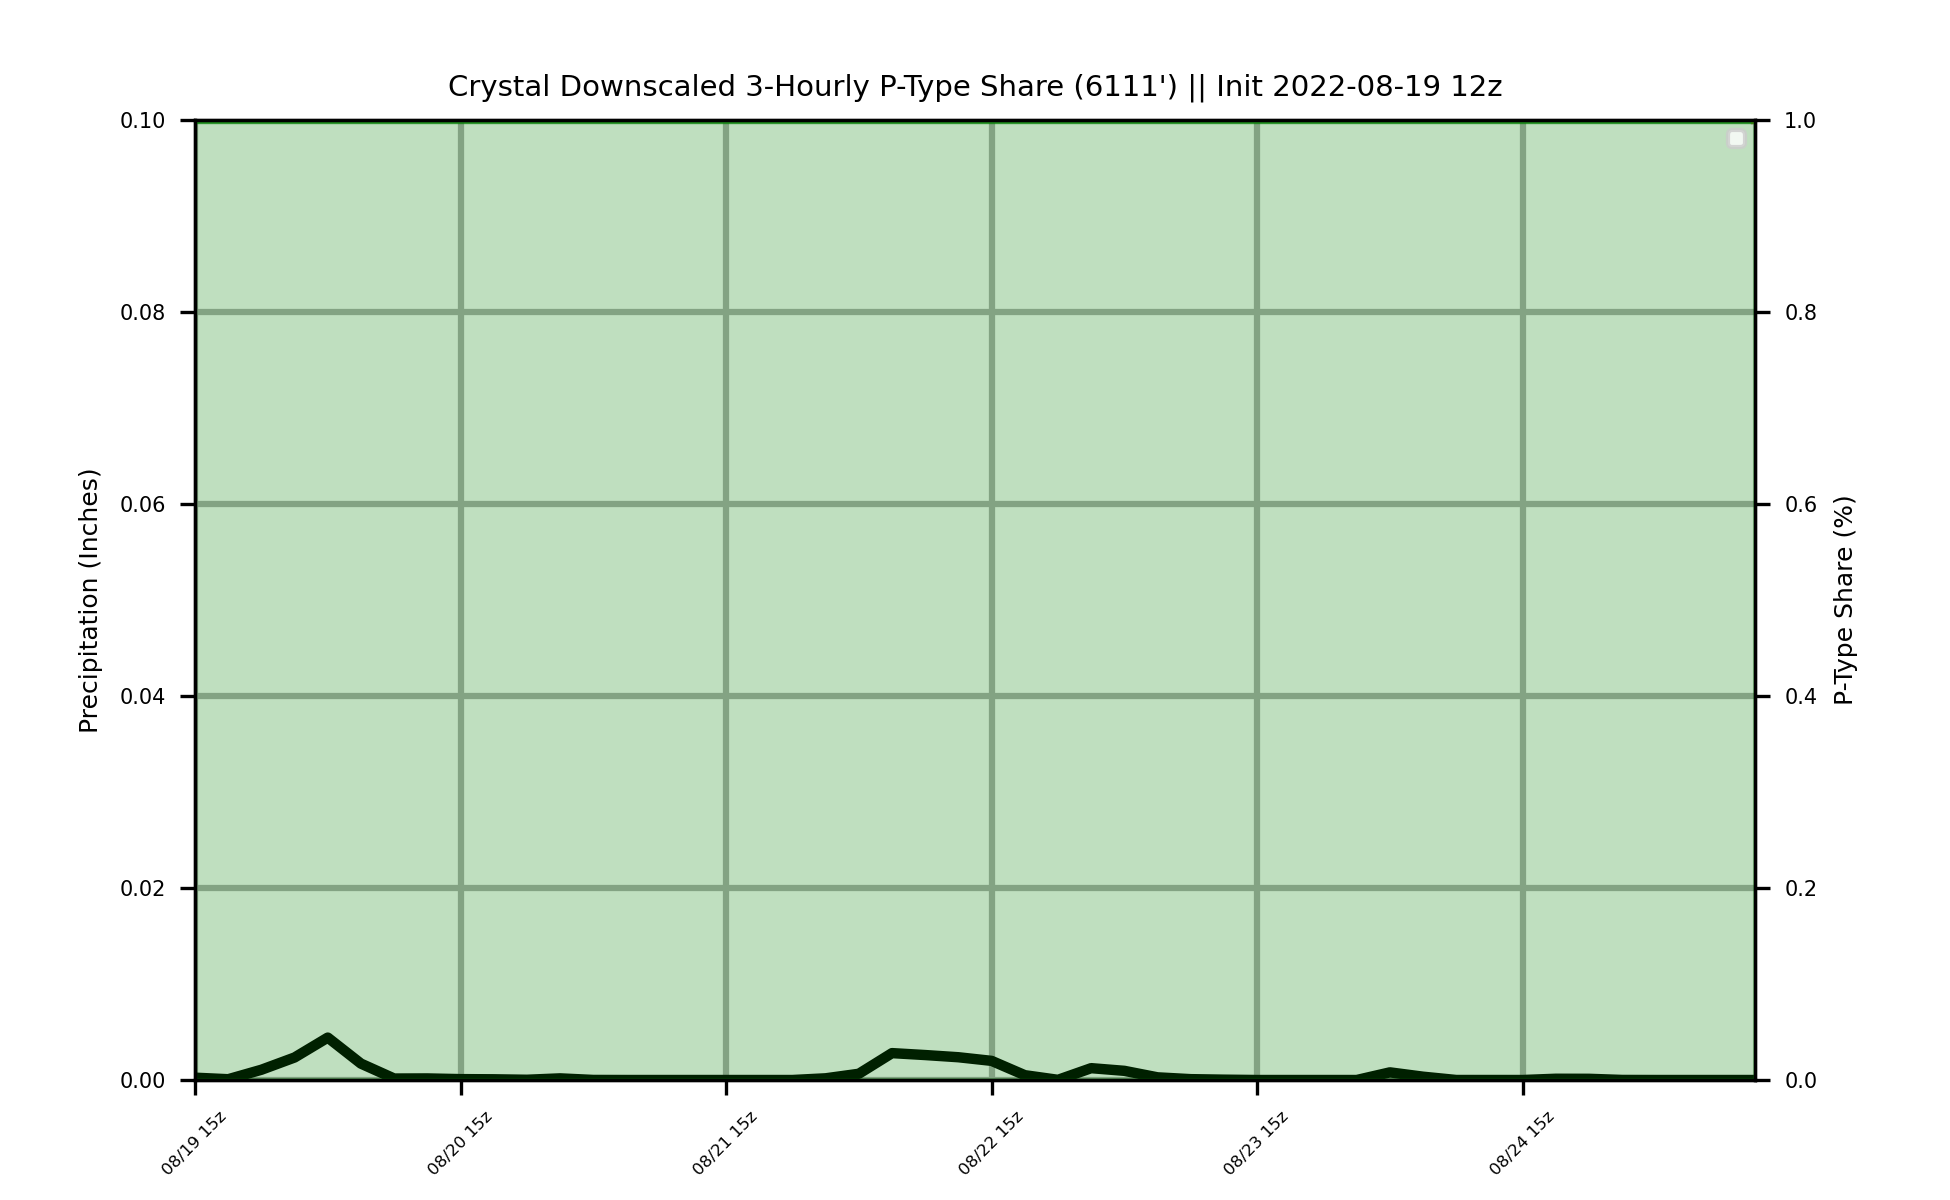 Crystal Downscaled 3-Hourly P-Type Share (6111') || Init 2022-08-19 12z
Precipitation (Inches)
0.10
0.08
0.06
0.04
0.02
0.00
1.0
0.8
0.6
0.4
0.2
0.0
P-Type Share (%)
08/19 15z
08/20 15z
08/21 15z
08/22 15z
08/23 15z
08/24 15z